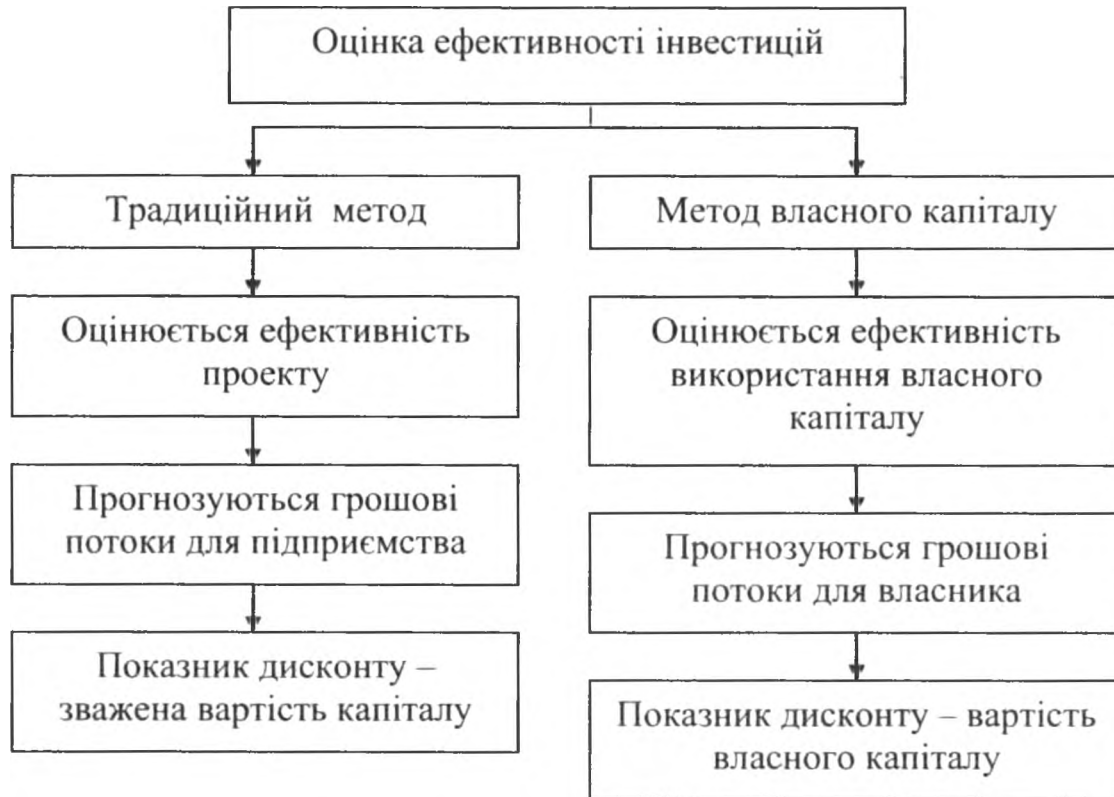 Оцінка ефективності інвестицій
Традиційний метод
Оцінюється ефективність
проекту
Прогнозуються грошові
потоки для підприємства
Показник дисконту –
зважена вартість капіталу
Метод власного капіталу
Оцінюється ефективність
використання власного
капіталу
Прогнозуються грошові
потоки для власника
Показник дисконту – вартість
власного капіталу